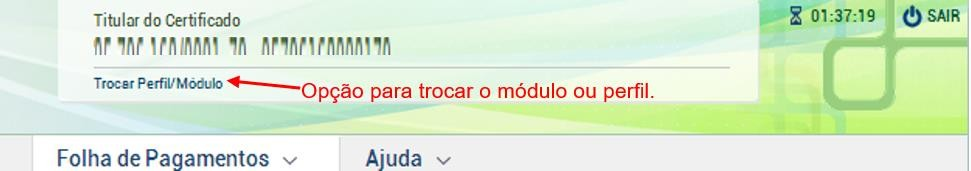 Titular do Certificado
01:37:19 SAIR
Trocar Perfil/Módulo
Opção para trocar o módulo ou perfil.
Folha de Pagamentos Ajuda